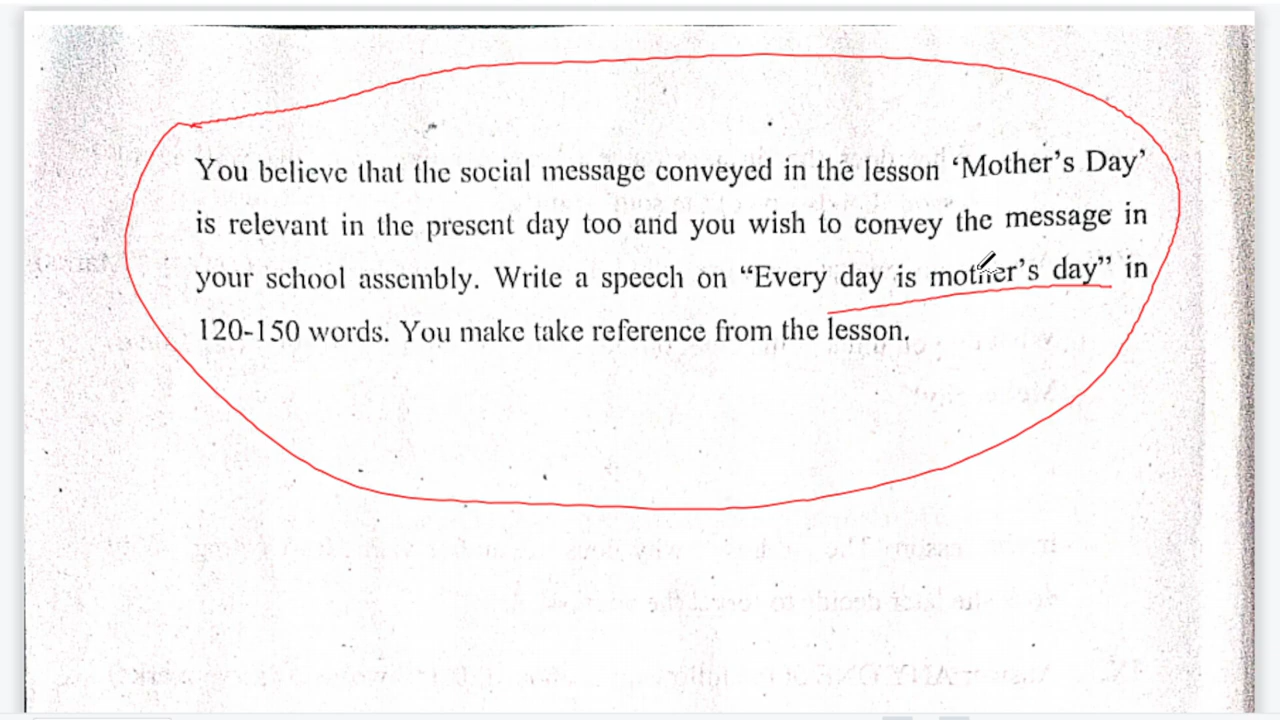 You believe that the social message conveyed in the lesson ‘Mother’s Day’
is relevant in the present day too and you wish to convey the message in
your school assembly. Write a speech on “Every day is mother’s day” in
120-150 words. You make take reference from the lesson.